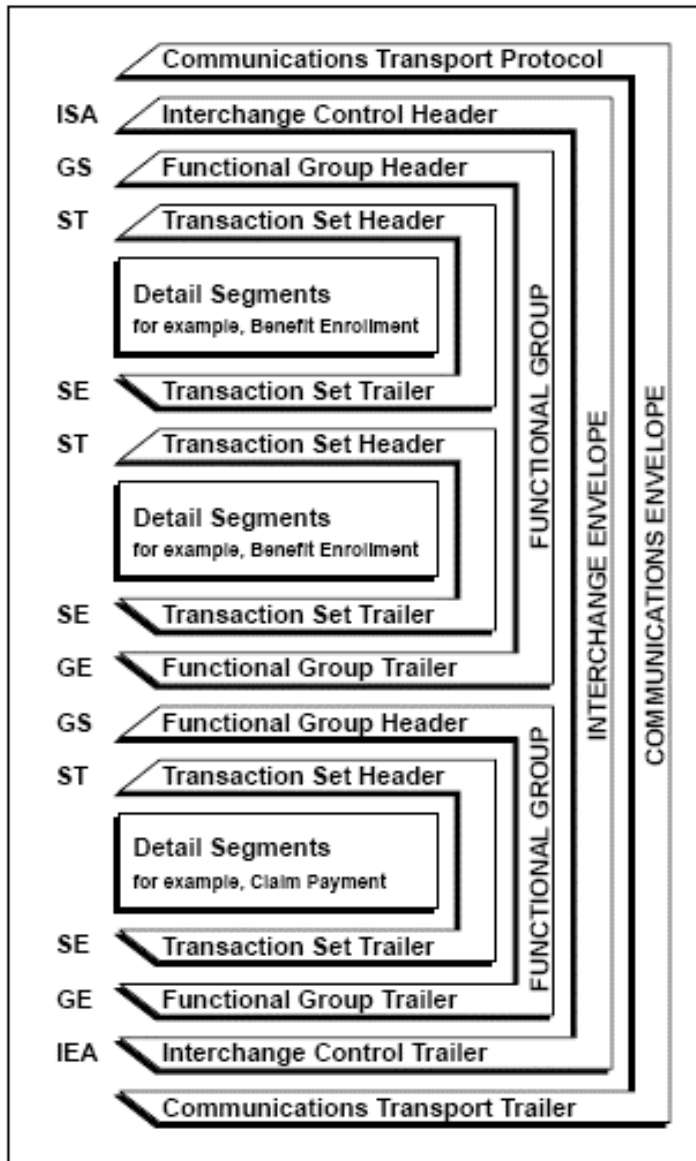 Communications Transport Protocol
ISA Interchange Control Header
GS Functional Group Header
ST Transaction Set Header
Detail Segments
for example, Benefit Enrollment
SE Transaction Set Trailer
ST Transaction Set Header
Detail Segments
for example, Benefit Enrollment
SE Transaction Set Trailer
GE Functional Group Trailer
FUNCTIONAL GROUP
GS Functional Group Header
ST Transaction Set Header
Detail Segments
for example, Claim Payment
SE Transaction Set Trailer
GE Functional Group Trailer
FUNCTIONAL GROUP
IEA Interchange Control Trailer
INTERCHANGE ENVELOPE
Communications Transport Trailer
COMMUNICATIONS ENVELOPE